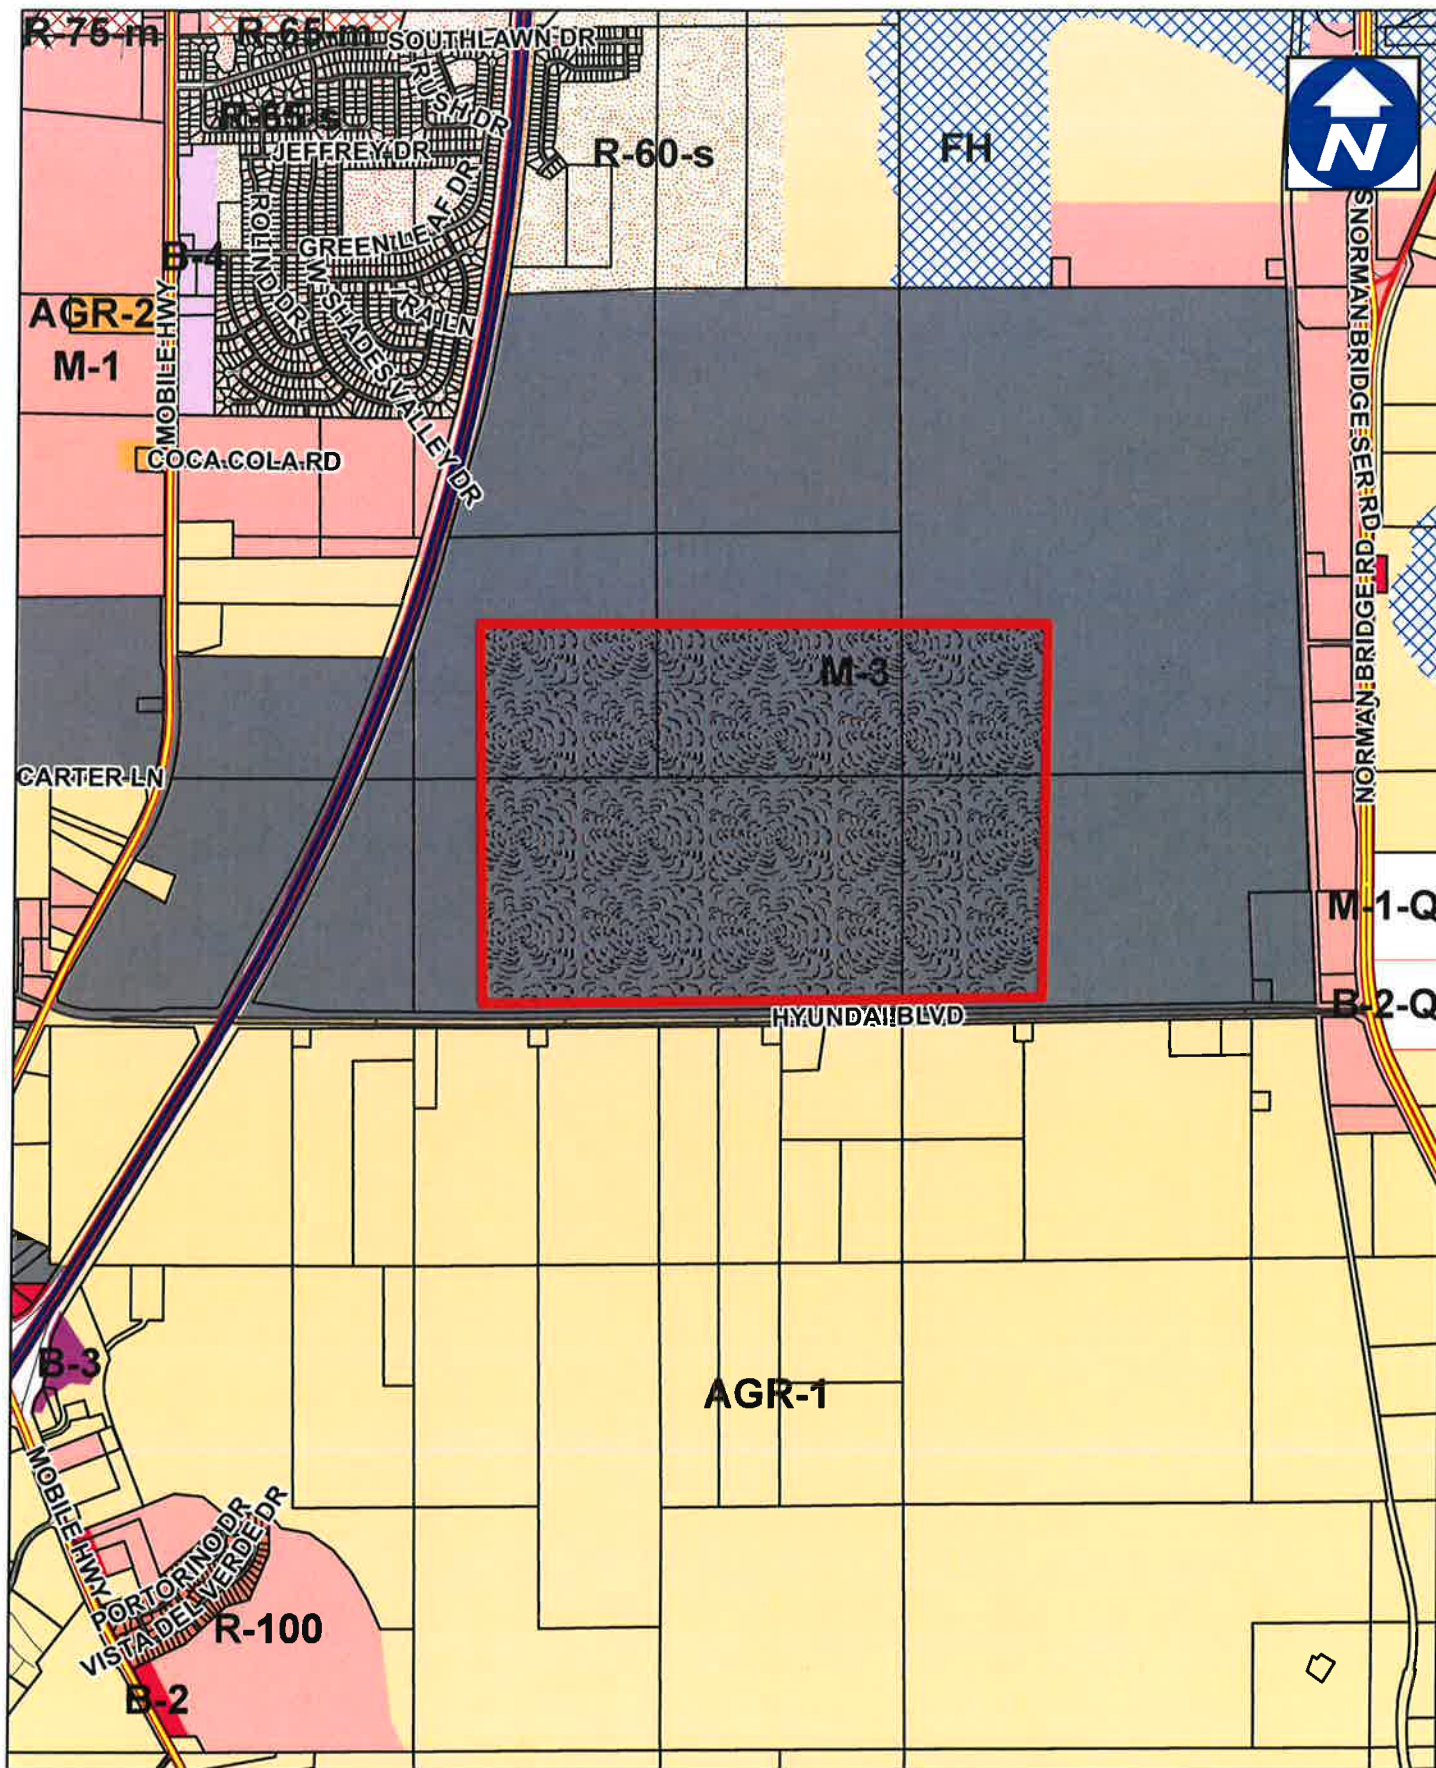 R-75-m
R-65-m
SOUTHLAWN DR
RUSH DR
R-65-s
JEFFREY DR
R-60-s
FH
N
ROLIND DR
GREENLEAF DR
B-4
W SHADES VALLEY DR
TRALEN
AGR-2
M-1
MOBILE HWY
COCA COLA RD
NORMAN BRIDGE SER RD
NORMAN BRIDGE RD
M-3
CARTER LN
M-1-Q
B-2-Q
HYUNDAI BLVD
B-3
AGR-1
MOBILE HWY
PORTORINO DR
VISTA DEL VERDE DR
R-100
B-2